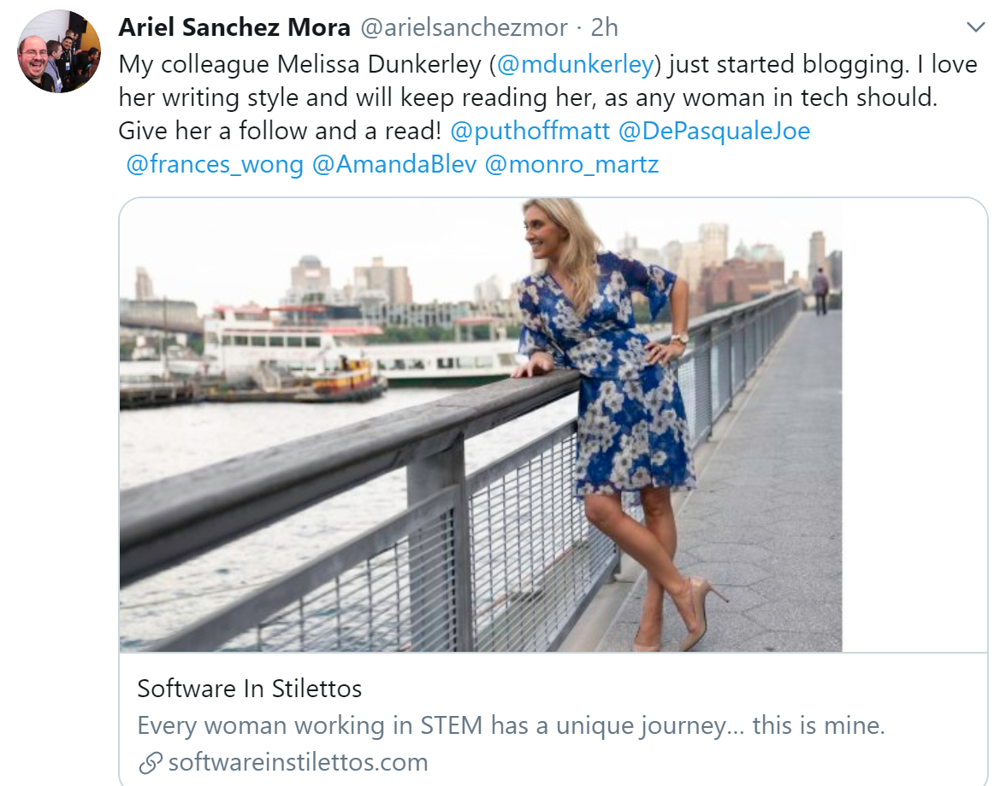 Ariel Sanchez Mora @arielsanchezmor · 2h
My colleague Melissa Dunkerley (@mdunkerley) just started blogging. I love
her writing style and will keep reading her, as any woman in tech should.
Give her a follow and a read! @puthoffmatt @DePasqualeJoe
@frances_wong @AmandaBlev @monro_martz
Software In Stilettos
Every woman working in STEM has a unique journey... this is mine.
softwareinstilettos.com